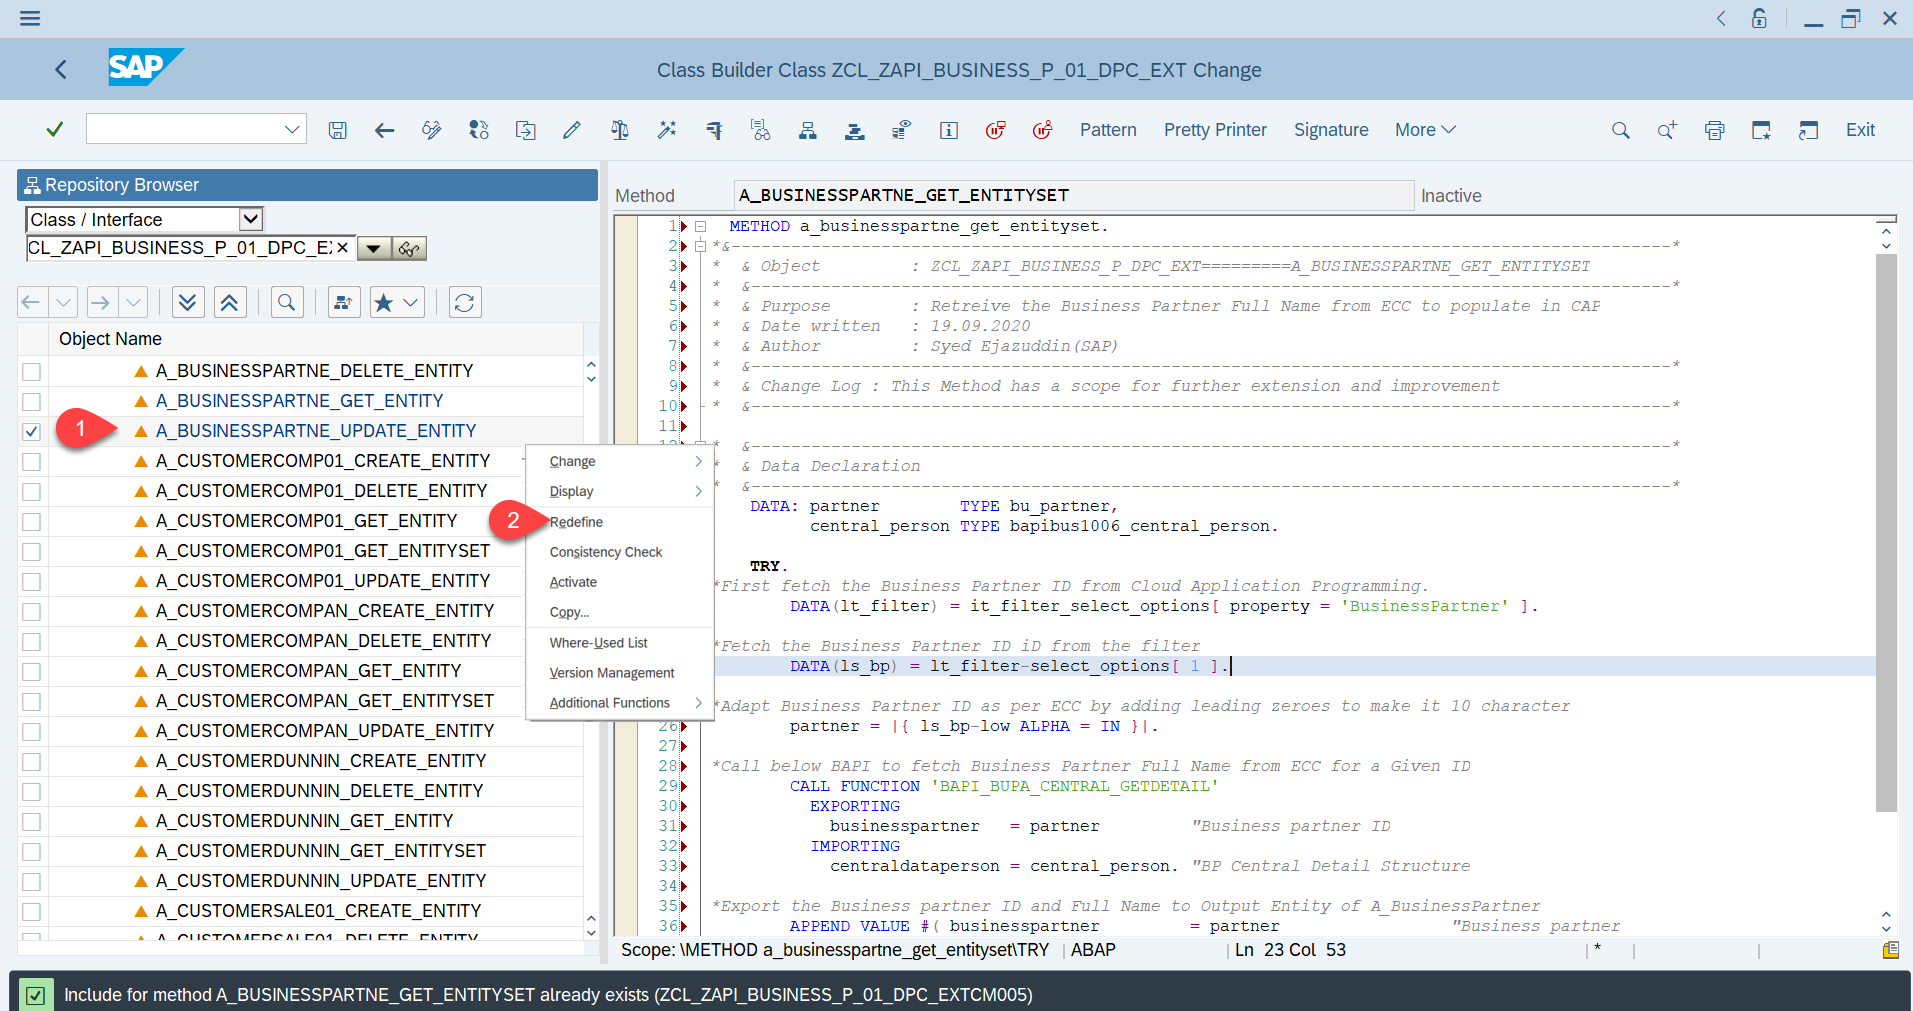 SAP
Class Builder Class ZCL_ZAPI_BUSINESS_P_01_DPC_EXT Change
Pattern Pretty Printer Signature More Exit
Repository Browser
Class / Interface
CL_ZAPI_BUSINESS_P_01_DPC_E
Object Name
A_BUSINESSPARTNE_DELETE_ENTITY
A_BUSINESSPARTNE_GET_ENTITY
1 A_BUSINESSPARTNE_UPDATE_ENTITY
A_CUSTOMERCOMP01_CREATE_ENTITY
A_CUSTOMERCOMP01_DELETE_ENTITY
A_CUSTOMERCOMP01_GET_ENTITY
A_CUSTOMERCOMP01_GET_ENTITYSET
A_CUSTOMERCOMP01_UPDATE_ENTITY
A_CUSTOMERCOMPAN_CREATE_ENTITY
A_CUSTOMERCOMPAN_DELETE_ENTITY
A_CUSTOMERCOMPAN_GET_ENTITY
A_CUSTOMERCOMPAN_GET_ENTITYSET
A_CUSTOMERCOMPAN_UPDATE_ENTITY
A_CUSTOMERDUNNIN_CREATE_ENTITY
A_CUSTOMERDUNNIN_DELETE_ENTITY
A_CUSTOMERDUNNIN_GET_ENTITY
A_CUSTOMERDUNNIN_GET_ENTITYSET
A_CUSTOMERDUNNIN_UPDATE_ENTITY
A_CUSTOMERSALE01_CREATE_ENTITY
A_CUSTOMERSALE01_DELETE_ENTITY
Change
Display
2 Redefine
Consistency Check
Activate
Copy...
Where-Used List
Version Management
Additional Functions
Method A_BUSINESSPARTNE_GET_ENTITYSET Inactive
1 METHOD a_businesspartne_get_entityset.
2 *&---------------------------------------------------------------------*
3 * & Object : ZCL_ZAPI_BUSINESS_P_DPC_EXT=========A_BUSINESSPARTNE_GET_ENTITYSET
4 * &---------------------------------------------------------------------*
5 * & Purpose : Retreive the Business Partner Full Name from ECC to populate in CAP
6 * & Date written : 19.09.2020
7 * & Author : Syed Ejazuddin(SAP)
8 * &---------------------------------------------------------------------*
9 * & Change Log : This Method has a scope for further extension and improvement
10 * &---------------------------------------------------------------------*
11
12 * &---------------------------------------------------------------------*
* & Data Declaration
* &---------------------------------------------------------------------*
DATA: partner TYPE bu_partner,
central_person TYPE bapibus1006_central_person.
TRY.
*First fetch the Business Partner ID from Cloud Application Programming.
DATA(lt_filter) = it_filter_select_options[ property = 'BusinessPartner' ].
*Fetch the Business Partner ID iD from the filter
DATA(ls_bp) = lt_filter-select_options[ 1 ].
*Adapt Business Partner ID as per ECC by adding leading zeroes to make it 10 character
26 partner = |{ ls_bp-low ALPHA = IN }|.
27
28 *Call below BAPI to fetch Business Partner Full Name from ECC for a Given ID
29 CALL FUNCTION 'BAPI_BUPA_CENTRAL_GETDETAIL'
30 EXPORTING
31 businesspartner = partner "Business partner ID
32 IMPORTING
33 centraldataperson = central_person. "BP Central Detail Structure
34
35 *Export the Business partner ID and Full Name to Output Entity of A_BusinessPartner
36 APPEND VALUE #( businesspartner = partner "Business partner
Scope: \METHOD a_businesspartne_get_entityset\TRY ABAP Ln 23 Col 53 *
Include for method A_BUSINESSPARTNE_GET_ENTITYSET already exists (ZCL_ZAPI_BUSINESS_P_01_DPC_EXTCM005)